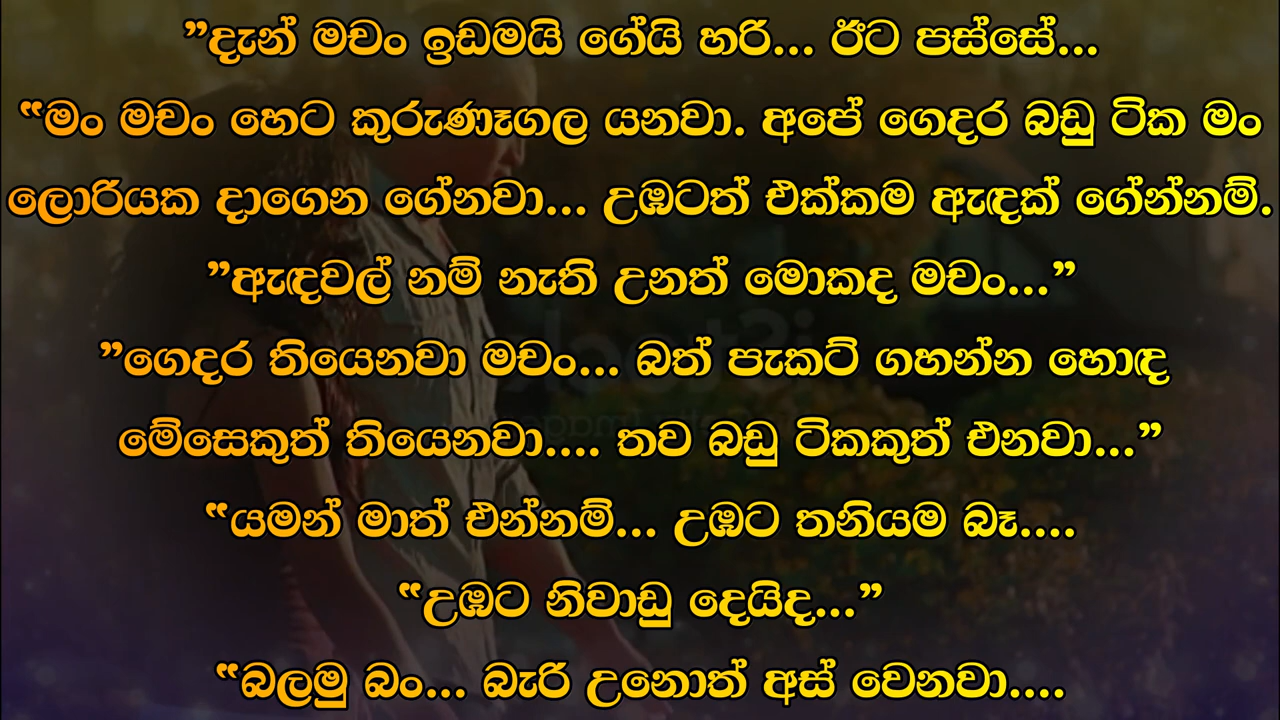 ”දැන් මචං ඉඩමයි ගේයි හරි... ඊට පස්සේ...
“මං මචං හෙට කුරුණෑගල යනවා. අපේ ගෙදර බඩු ටික මං
ලොරියක දාගෙන ගේනවා... උඹටත් එක්කම ඇඳක් ගේන්නම්.
”ඇඳවල් නම් නැති උනත් මොකද මචං...”
”ගෙදර තියෙනවා මචං... බත් පැකට් ගහන්න හොඳ
මේසෙකුත් තියෙනවා.... තව බඩු ටිකකුත් එනවා...”
“යමන් මාත් එන්නම්... උඹට තනියම බෑ....
“උඹට නිවාඩු දෙයිද...”
“බලමු බං... බැරි උනොත් අස් වෙනවා....